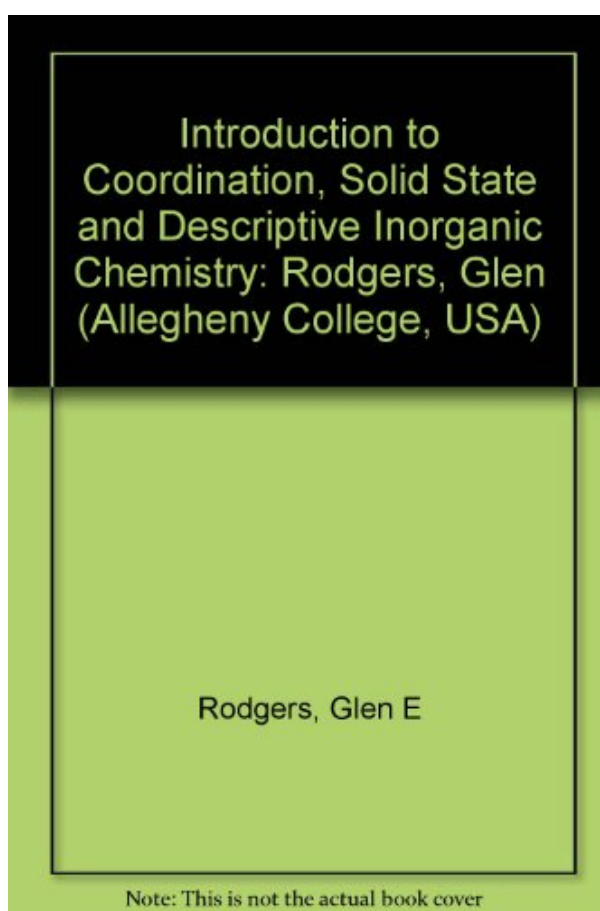 Introduction to
Coordination, Solid State
and Descriptive Inorganic
Chemistry: Rodgers, Glen
(Allegheny College, USA)
Rodgers, Glen E
Note: This is not the actual book cover